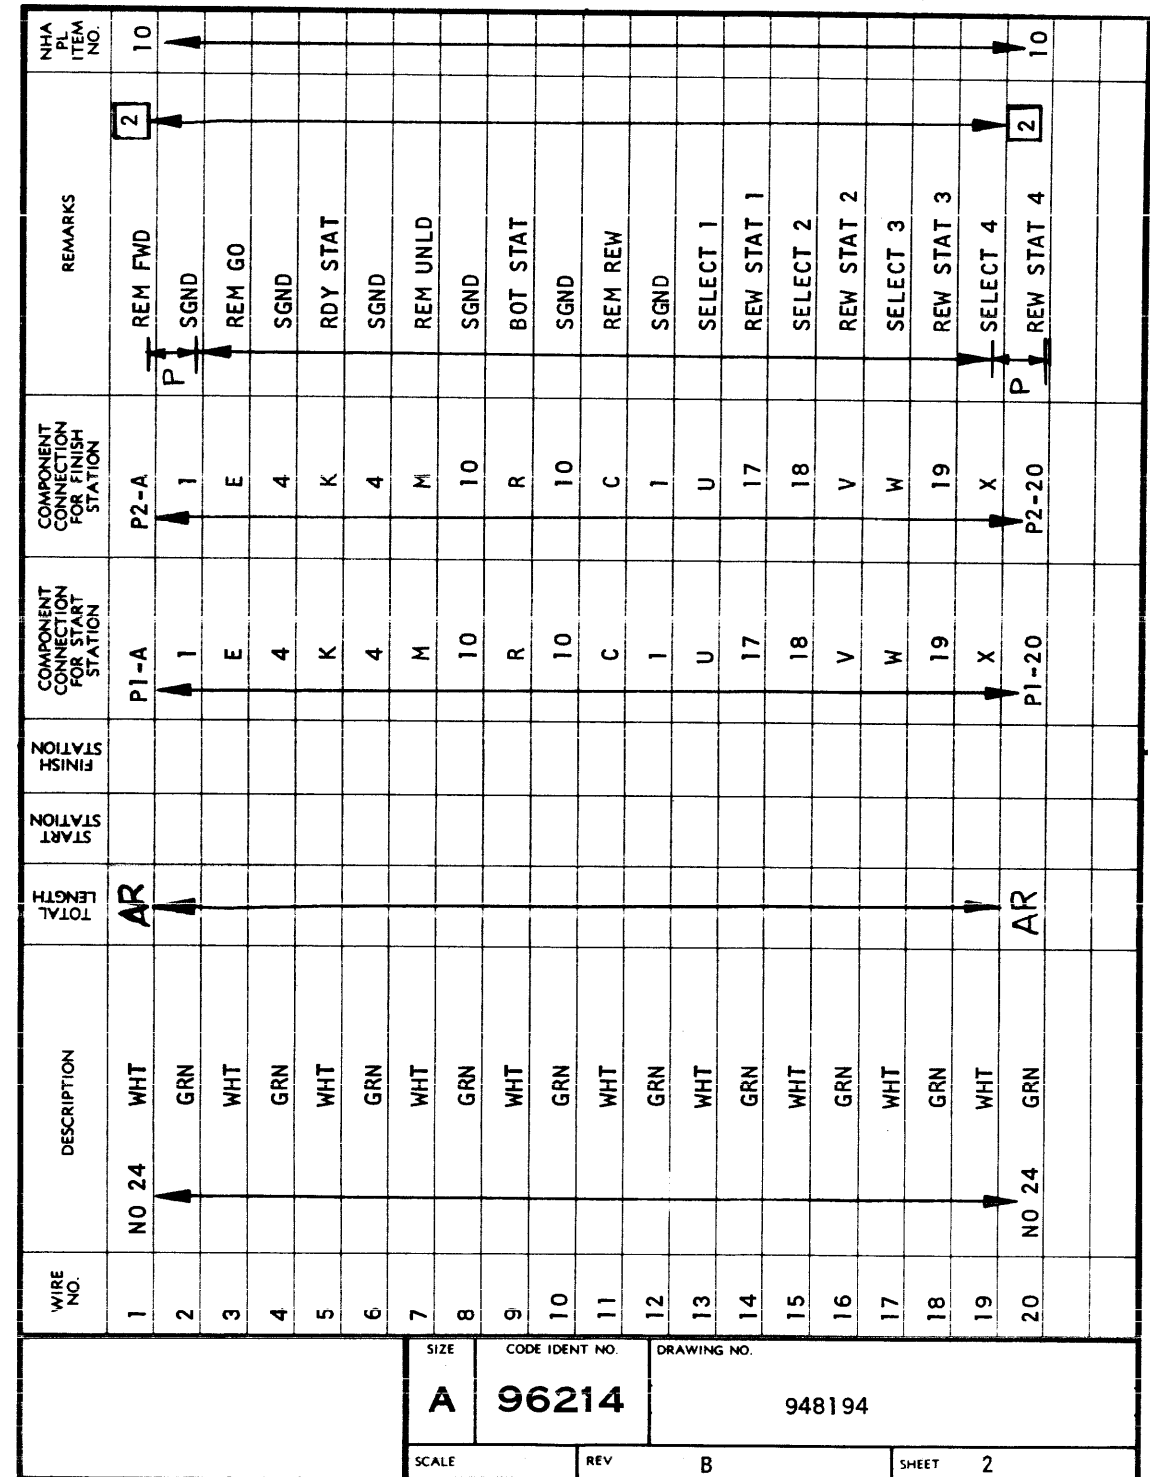 WIRE NO. DESCRIPTION TOTAL LENGTH START STATION FINISH STATION COMPONENT CONNECTION FOR START STATION COMPONENT CONNECTION FOR FINISH STATION REMARKS NHA PL ITEM NO.
1 NO 24 WHT AR P1-A P2-A P REM FWD 2 10
2 GRN 1 1 SGND
3 WHT E E REM GO
4 GRN 4 4 SGND
5 WHT K K RDY STAT
6 GRN 4 4 SGND
7 WHT M M REM UNLD
8 GRN 10 10 SGND
9 WHT R R BOT STAT
10 GRN 10 10 SGND
11 WHT C C REM REW
12 GRN 1 1 SGND
13 WHT U U SELECT 1
14 GRN 17 17 REW STAT 1
15 WHT 18 18 SELECT 2
16 GRN V V REW STAT 2
17 WHT W W SELECT 3
18 GRN 19 19 REW STAT 3
19 WHT X X SELECT 4
20 NO 24 GRN AR P1-20 P2-20 P REW STAT 4 2 10
SIZE CODE IDENT NO. DRAWING NO.
A 96214 948194
SCALE REV B SHEET 2